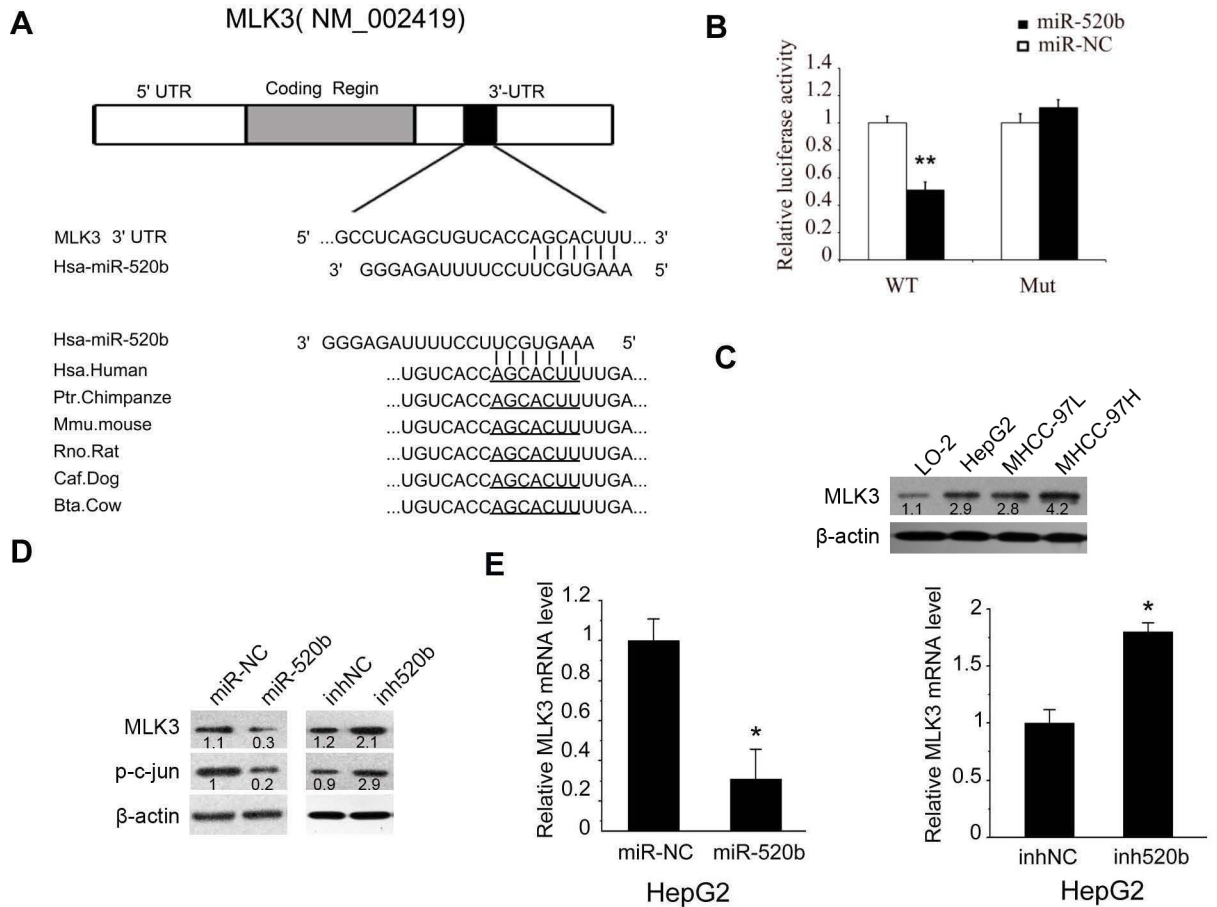 A
MLK3( NM_002419)
5' UTR
Coding Regin
3'-UTR
MLK3 3' UTR 5' ...GCCUCAGCUGUCACCAGCACUUU... 3'
Hsa-miR-520b 3' GGGAGAUUUUCCUUCGUGAAA 5'
Hsa-miR-520b 3' GGGAGAUUUUCCUUCGUGAAA 5'
Hsa.Human ...UGUCACCAGCACUUUUGA...
Ptr.Chimpanze ...UGUCACCAGCACUUUUGA...
Mmu.mouse ...UGUCACCAGCACUUUUGA...
Rno.Rat ...UGUCACCAGCACUUUUGA...
Caf.Dog ...UGUCACCAGCACUUUUGA...
Bta.Cow ...UGUCACCAGCACUUUUGA...
B
miR-520b
miR-NC
Relative luciferase activity
1.4
1.2
1
0.8
0.6
0.4
0.2
0
**
WT Mut
C
LO-2 HepG2 MHCC-97L MHCC-97H
MLK3
1.1 2.9 2.8 4.2
β-actin
D
miR-NC miR-520b inhNC inh520b
MLK3
1.1 0.3 1.2 2.1
p-c-jun
1 0.2 0.9 2.9
β-actin
E
Relative MLK3 mRNA level
1.2
1
0.8
0.6
0.4
0.2
0
*
miR-NC miR-520b
HepG2
Relative MLK3 mRNA level
2
1.5
1
0.5
0
*
inhNC inh520b
HepG2